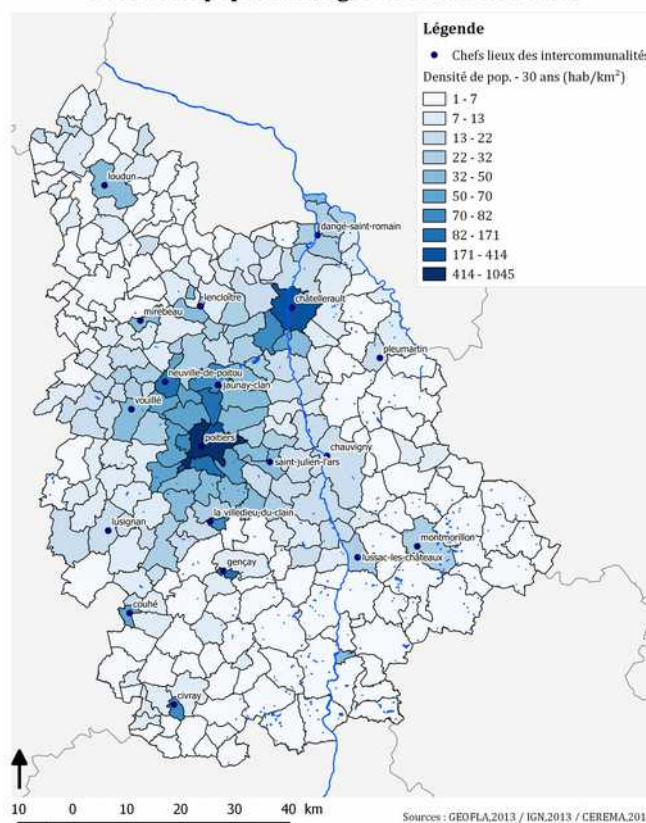 Légende
Chefs lieux des intercommunalités
Densité de pop. - 30 ans (hab/km²)
1 - 7
7 - 13
13 - 22
22 - 32
32 - 50
50 - 70
70 - 82
82 - 171
171 - 414
414 - 1045
loudun
dangé-saint-romain
lencloître
châtellerault
mirebeau
pleumartin
neuville-de-poitou
jaunay-clan
vouillé
poitiers
chauvigny
saint-julien-l'ars
la villedieu-du-clain
lusignan
montmorillon
lussac-les-châteaux
gençay
couhé
civray
10 0 10 20 30 40 km
Sources : GEOFLA,2013 / IGN,2013 / CEREMA,201